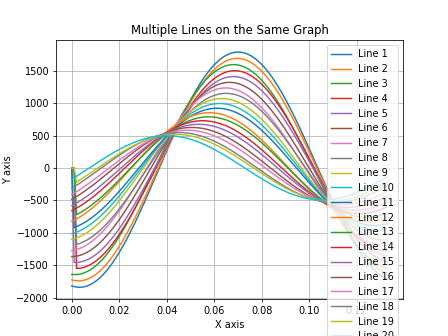 Multiple Lines on the Same Graph
Y axis
1500
1000
500
0
−500
−1000
−1500
−2000
0.00
0.02
0.04
0.06
0.08
0.10
X axis
Line 1
Line 2
Line 3
Line 4
Line 5
Line 6
Line 7
Line 8
Line 9
Line 10
Line 11
Line 12
Line 13
Line 14
Line 15
Line 16
Line 17
Line 18
Line 19
Line 20